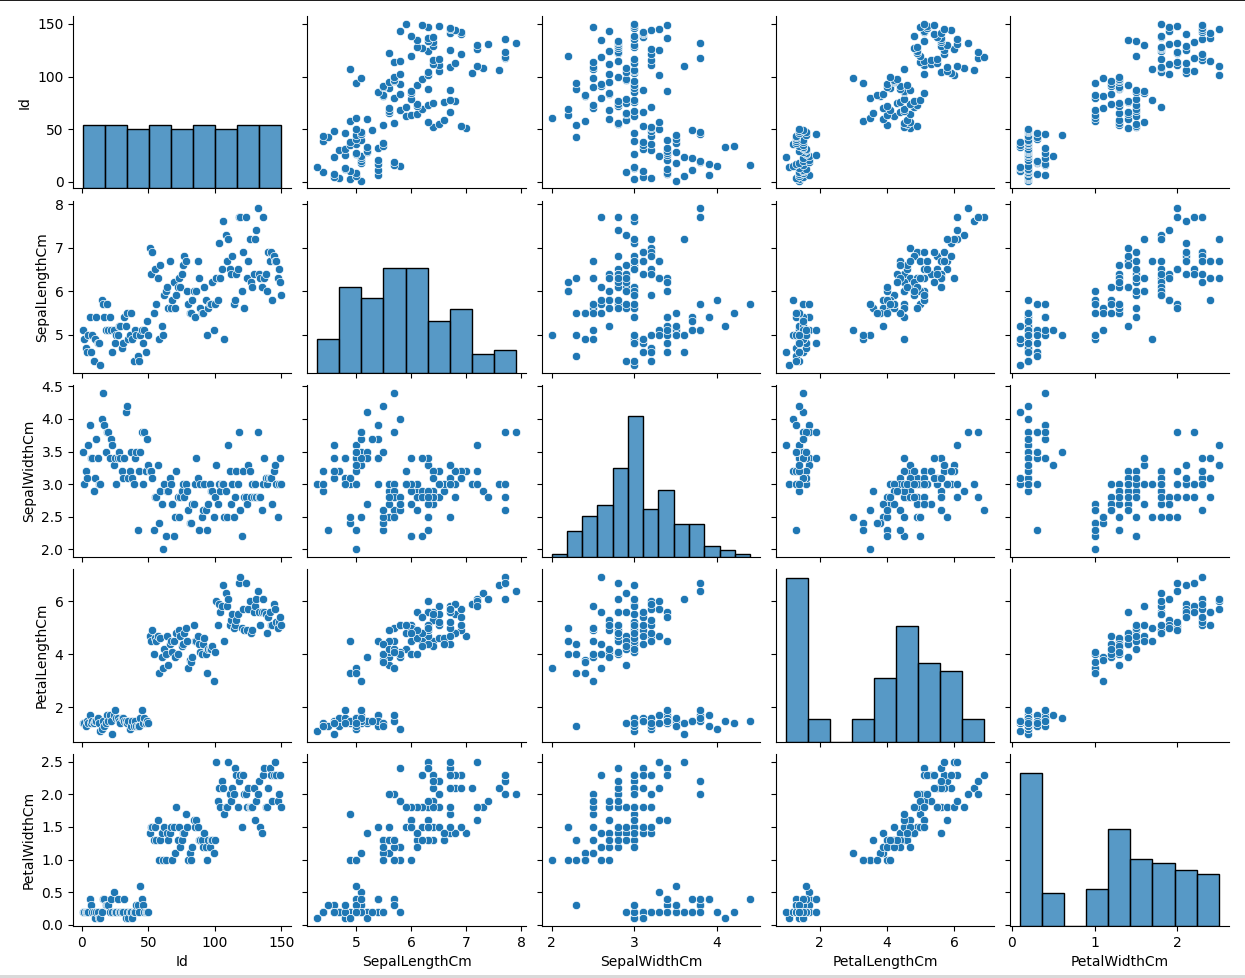 150
100
50
0
Id
8
7
6
5
SepalLengthCm
4.5
4.0
3.5
3.0
2.5
2.0
SepalWidthCm
6
4
2
PetalLengthCm
2.5
2.0
1.5
1.0
0.5
0.0
PetalWidthCm
0 50 100 150
Id
5 6 7 8
SepalLengthCm
2 3 4
SepalWidthCm
2 4 6
PetalLengthCm
0 1 2
PetalWidthCm